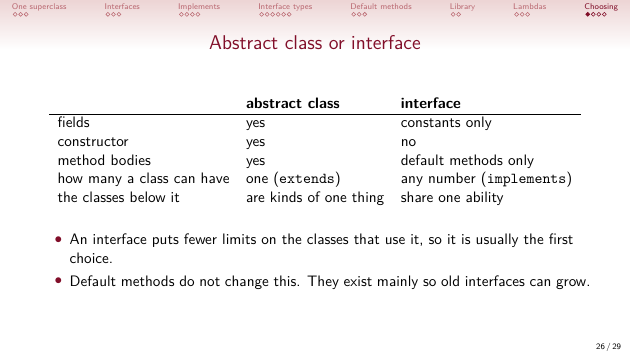 One superclass Interfaces Implements Interface types Default methods Library Lambdas Choosing
Abstract class or interface
abstract class interface
fields yes constants only
constructor yes no
method bodies yes default methods only
how many a class can have one (extends) any number (implements)
the classes below it are kinds of one thing share one ability
• An interface puts fewer limits on the classes that use it, so it is usually the first
choice.
• Default methods do not change this. They exist mainly so old interfaces can grow.
26 / 29